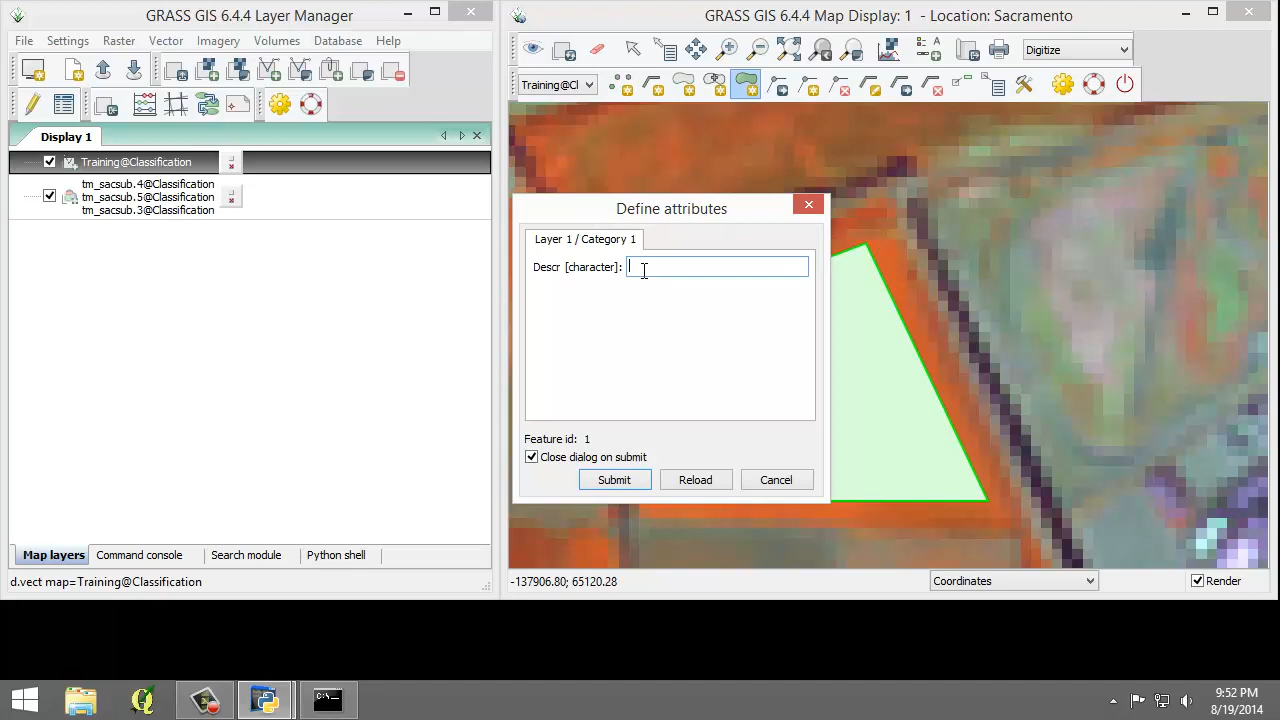 GRASS GIS 6.4.4 Layer Manager
File Settings Raster Vector Imagery Volumes Database Help
Display 1
Training@Classification
tm_sacsub.4@Classification
tm_sacsub.5@Classification
tm_sacsub.3@Classification
Map layers Command console Search module Python shell
d.vect map=Training@Classification
GRASS GIS 6.4.4 Map Display: 1 - Location: Sacramento
Digitize
Training@Cl
Define attributes
Layer 1 / Category 1
Descr [character]:
Feature id: 1
Close dialog on submit
Submit Reload Cancel
-137906.80; 65120.28
Coordinates
Render
9:52 PM
8/19/2014